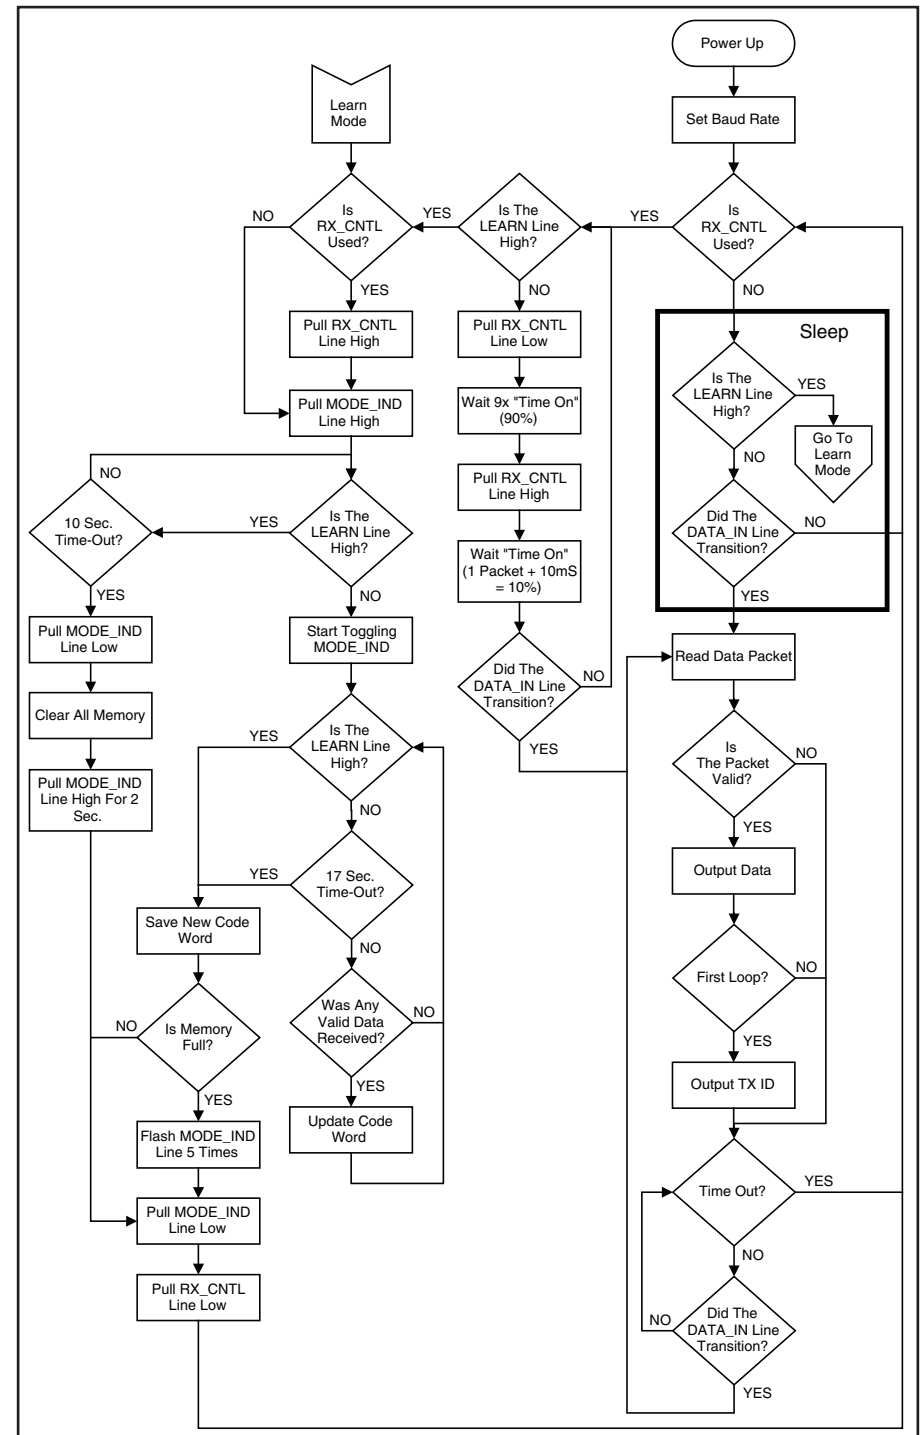 Power Up
Set Baud Rate
Is
RX_CNTL
Used?
YES
NO
Sleep
Is The
LEARN Line
High?
YES
Go To
Learn
Mode
NO
Did The
DATA_IN Line
Transition?
NO
YES
Read Data Packet
Is
The Packet
Valid?
NO
YES
Output Data
First Loop?
NO
YES
Output TX ID
Time Out?
YES
NO
Did The
DATA_IN Line
Transition?
NO
YES
Is The
LEARN Line
High?
YES
NO
Pull RX_CNTL
Line Low
Wait 9x "Time On"
(90%)
Pull RX_CNTL
Line High
Wait "Time On"
(1 Packet + 10mS
= 10%)
Did The
DATA_IN Line
Transition?
NO
YES
Learn
Mode
Is
RX_CNTL
Used?
NO
YES
Pull RX_CNTL
Line High
Pull MODE_IND
Line High
Is The
LEARN Line
High?
YES
NO
10 Sec.
Time-Out?
NO
YES
Pull MODE_IND
Line Low
Clear All Memory
Pull MODE_IND
Line High For 2
Sec.
Start Toggling
MODE_IND
Is The
LEARN Line
High?
YES
NO
17 Sec.
Time-Out?
YES
NO
Was Any
Valid Data
Received?
NO
YES
Update Code
Word
Save New Code
Word
Is Memory
Full?
NO
YES
Flash MODE_IND
Line 5 Times
Pull MODE_IND
Line Low
Pull RX_CNTL
Line Low